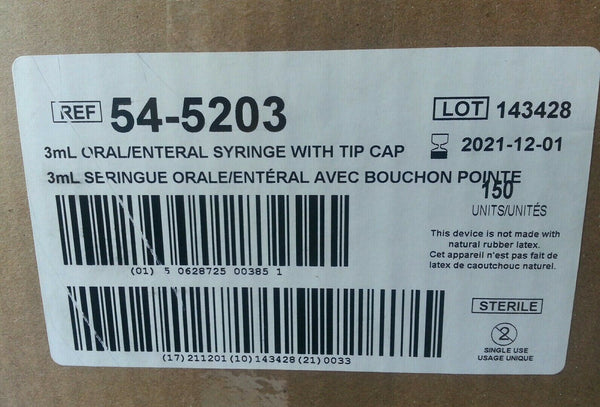 REF 54-5203
LOT 143428
3mL ORAL/ENTERAL SYRINGE WITH TIP CAP
2021-12-01
3mL SERINGUE ORALE/ENTÉRAL AVEC BOUCHON POINTE
150
UNITS/UNITÉS
This device is not made with
natural rubber latex.
Cet appareil n'est pas fait de
latex de caoutchouc naturel.
(01) 5 0628725 00385 1
STERILE
2
SINGLE USE
USAGE UNIQUE
(17)211201(10)143428(21)0033